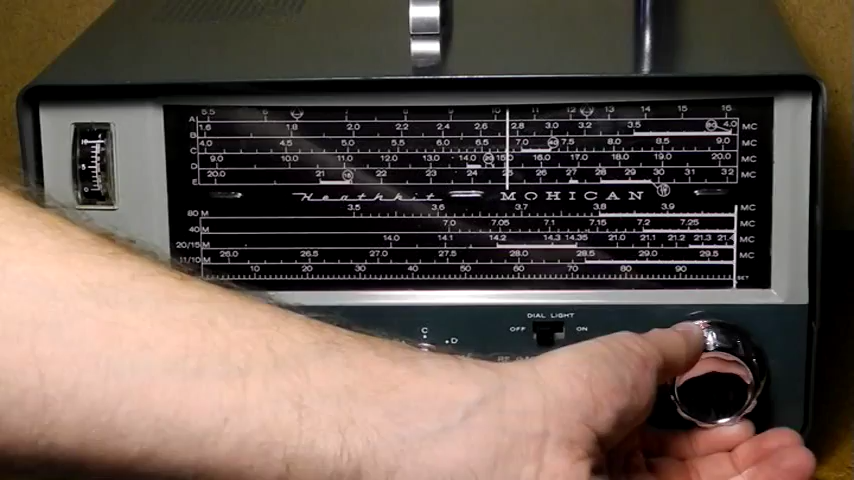 5.5 6 7 8 9 10 11 12 13 14 15 16
A
1.6 1.8 2.0 2.2 2.4 2.6 2.8 3.0 3.2 3.5 80 4.0 MC
B
4.0 4.5 5.0 5.5 6.0 6.5 7.0 40 7.5 8.0 8.5 9.0 MC
C
9.0 10.0 11.0 12.0 13.0 14.0 20 15.0 16.0 17.0 18.0 19.0 20.0 MC
D
20.0 21 15 22 23 24 25 26 27 28 29 30 31 32 MC
E
Heathkit MOHICAN
80 M 3.5 3.6 3.7 3.8 3.9 MC
40 M 7.0 7.05 7.1 7.15 7.2 7.25 MC
20/15 M 14.0 14.1 14.2 14.3 14.35 21.0 21.1 21.2 21.3 21.4 MC
11/10 M 26.0 26.5 27.0 27.5 28.0 28.5 29.0 29.5 MC
10 20 30 40 50 60 70 80 90 SET
10
5
0
DIAL LIGHT
OFF ON
C
D